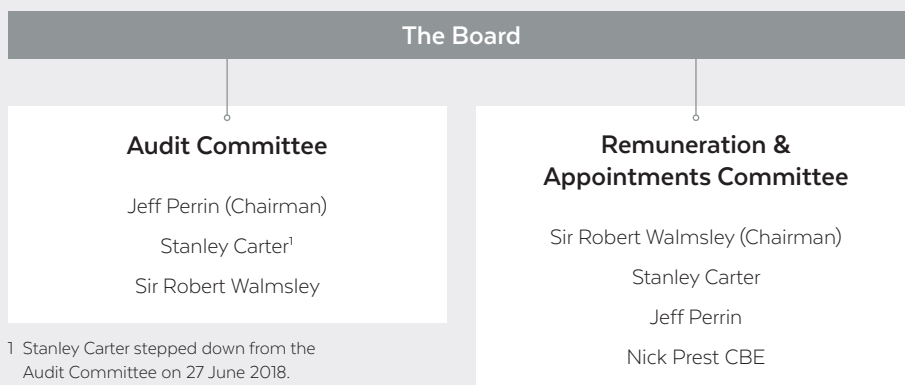 The Board
Audit Committee
Jeff Perrin (Chairman)
Stanley Carter¹
Sir Robert Walmsley
1 Stanley Carter stepped down from the
Audit Committee on 27 June 2018.
Remuneration &
Appointments Committee
Sir Robert Walmsley (Chairman)
Stanley Carter
Jeff Perrin
Nick Prest CBE